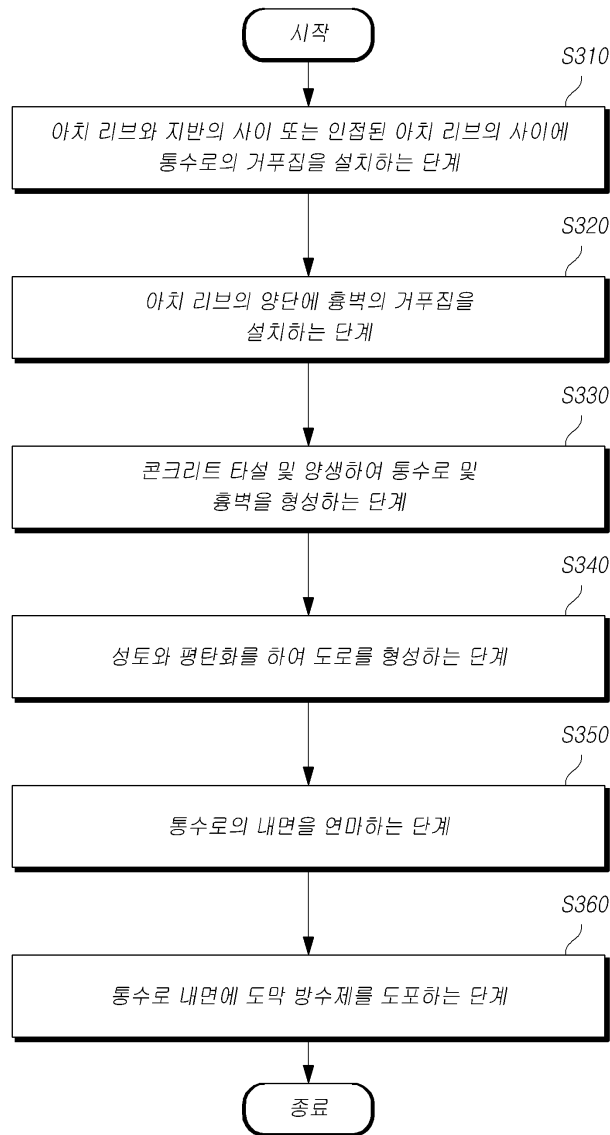 시작
S310
아치 리브와 지반의 사이 또는 인접된 아치 리브의 사이에
통수로의 거푸집을 설치하는 단계
S320
아치 리브의 양단에 흉벽의 거푸집을
설치하는 단계
S330
콘크리트 타설 및 양생하여 통수로 및
흉벽을 형성하는 단계
S340
성토와 평탄화를 하여 도로를 형성하는 단계
S350
통수로의 내면을 연마하는 단계
S360
통수로 내면에 도막 방수제를 도포하는 단계
종료